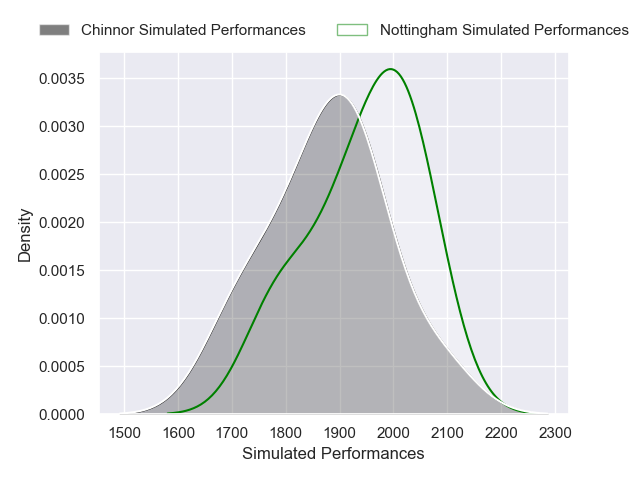 Chinnor Simulated Performances
Nottingham Simulated Performances
0.0035
0.0030
0.0025
0.0020
0.0015
0.0010
0.0005
0.0000
Density
1500 1600 1700 1800 1900 2000 2100 2200 2300
Simulated Performances